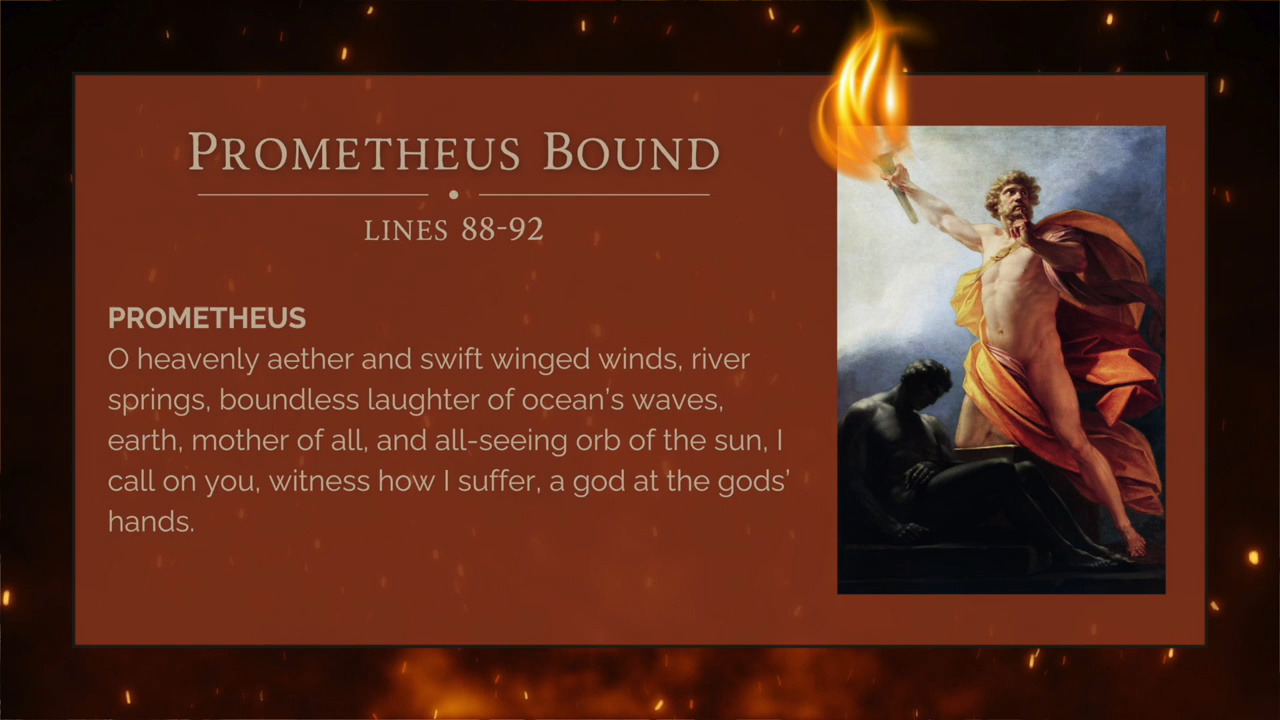 PROMETHEUS BOUND
LINES 88-92
PROMETHEUS
O heavenly aether and swift winged winds, river
springs, boundless laughter of ocean's waves,
earth, mother of all, and all-seeing orb of the sun, I
call on you, witness how I suffer, a god at the gods'
hands.